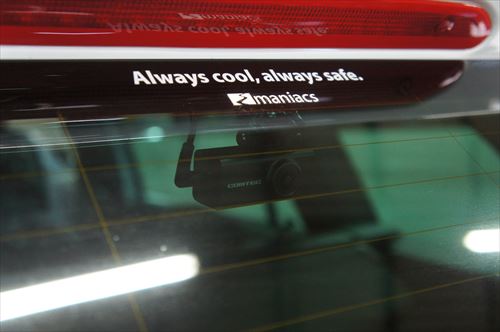 Always cool, always safe.
maniacs
COMTEC